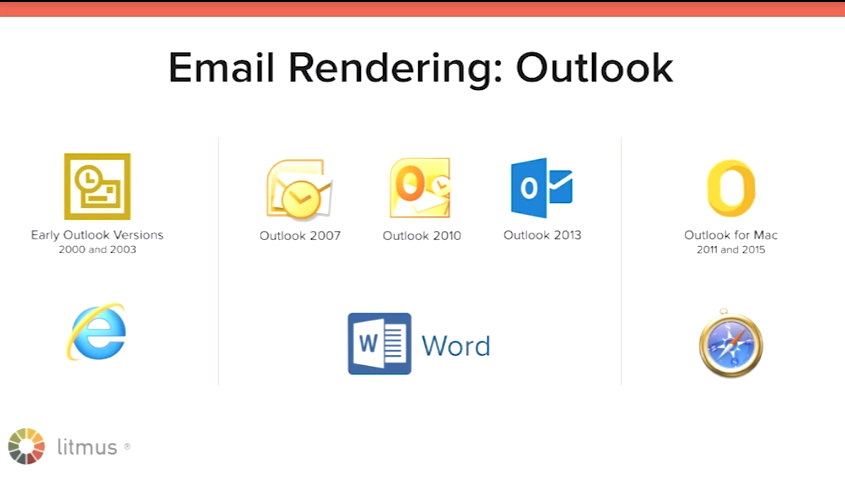 Email Rendering: Outlook
Early Outlook Versions
2000 and 2003
Outlook 2007
Outlook 2010
Outlook 2013
Outlook for Mac
2011 and 2015
W Word
litmus ®